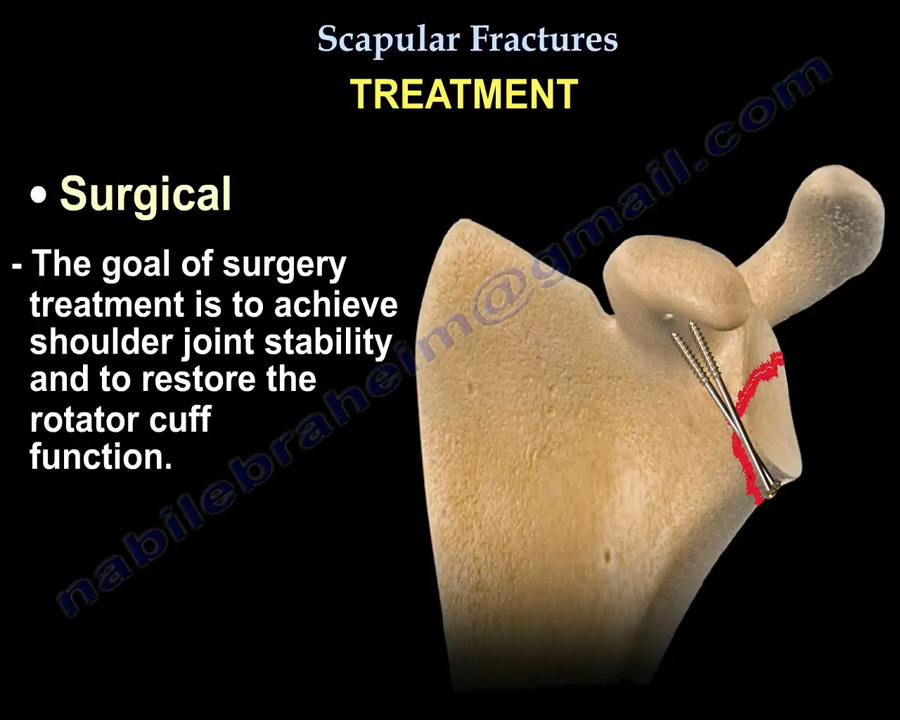 Scapular Fractures
TREATMENT
• Surgical
- The goal of surgery
treatment is to achieve
shoulder joint stability
and to restore the
rotator cuff
function.
nabilebraheim@gmail.com